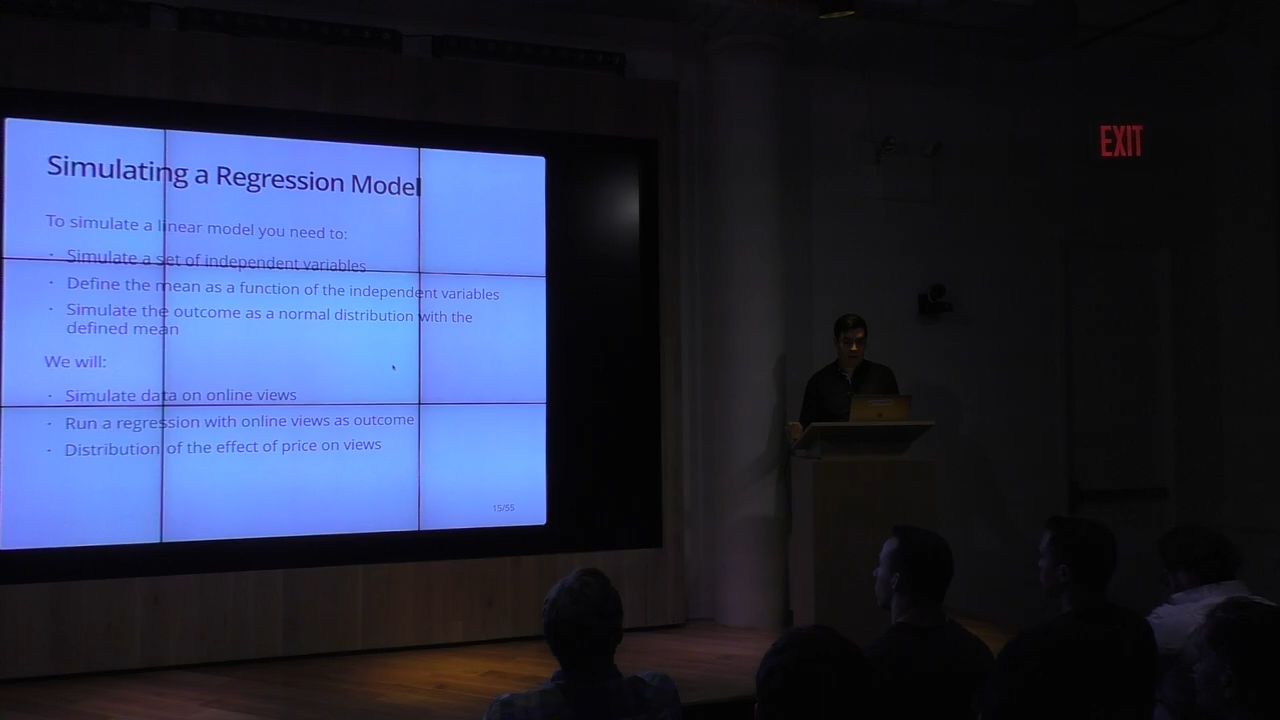 Simulating a Regression Model
To simulate a linear model you need to:
· Simulate a set of independent variables
· Define the mean as a function of the independent variables
· Simulate the outcome as a normal distribution with the
defined mean
We will:
· Simulate data on online views
· Run a regression with online views as outcome
· Distribution of the effect of price on views
15/55
EXIT